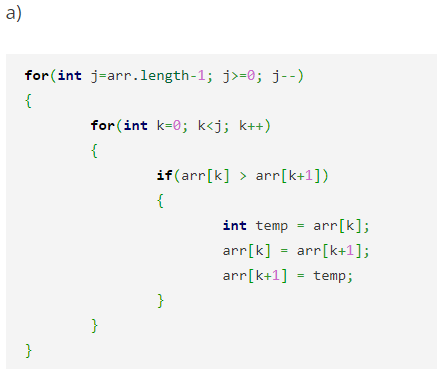 a)
for(int j=arr.length-1; j>=0; j--)
{
for(int k=0; k<j; k++)
{
if(arr[k] > arr[k+1])
{
int temp = arr[k];
arr[k] = arr[k+1];
arr[k+1] = temp;
}
}
}